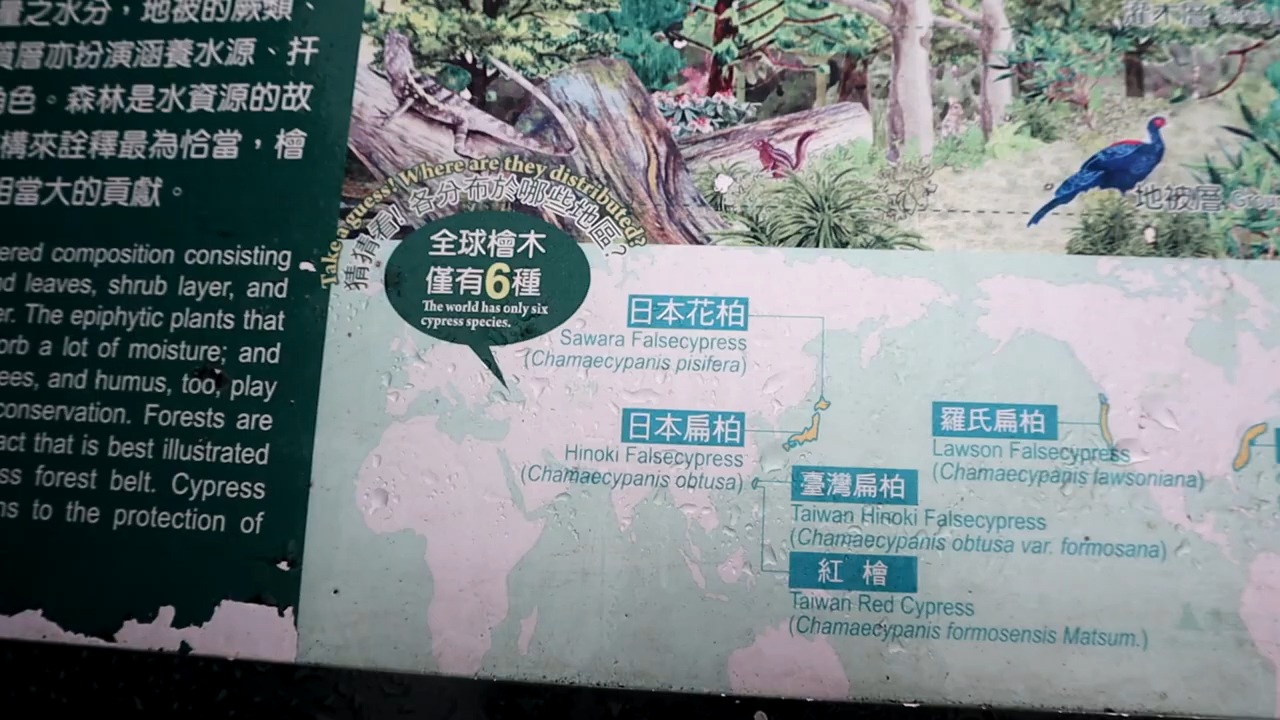 之水分，地被的蕨類、
質層亦扮演涵養水源、扞
角色。森林是水資源的故
構來詮釋最為恰當，檜
相當大的貢獻。
ered composition consisting
nd leaves, shrub layer, and
er. The epiphytic plants that
orb a lot of moisture; and
ees, and humus, too, play
conservation. Forests are
act that is best illustrated
ss forest belt. Cypress
ns to the protection of
灌木層
地被層 Grou
Take a guess! Where are they distributed?
猜猜看! 各分布於哪些地區?
全球檜木
僅有6種
The world has only six
cypress species.
日本花柏
Sawara Falsecypress
(Chamaecypanis pisifera)
日本扁柏
Hinoki Falsecypress
(Chamaecypanis obtusa)
羅氏扁柏
Lawson Falsecypress
(Chamaecypanis lawsoniana)
臺灣扁柏
Taiwan Hinoki Falsecypress
(Chamaecypanis obtusa var. formosana)
紅 檜
Taiwan Red Cypress
(Chamaecypanis formosensis Matsum.)